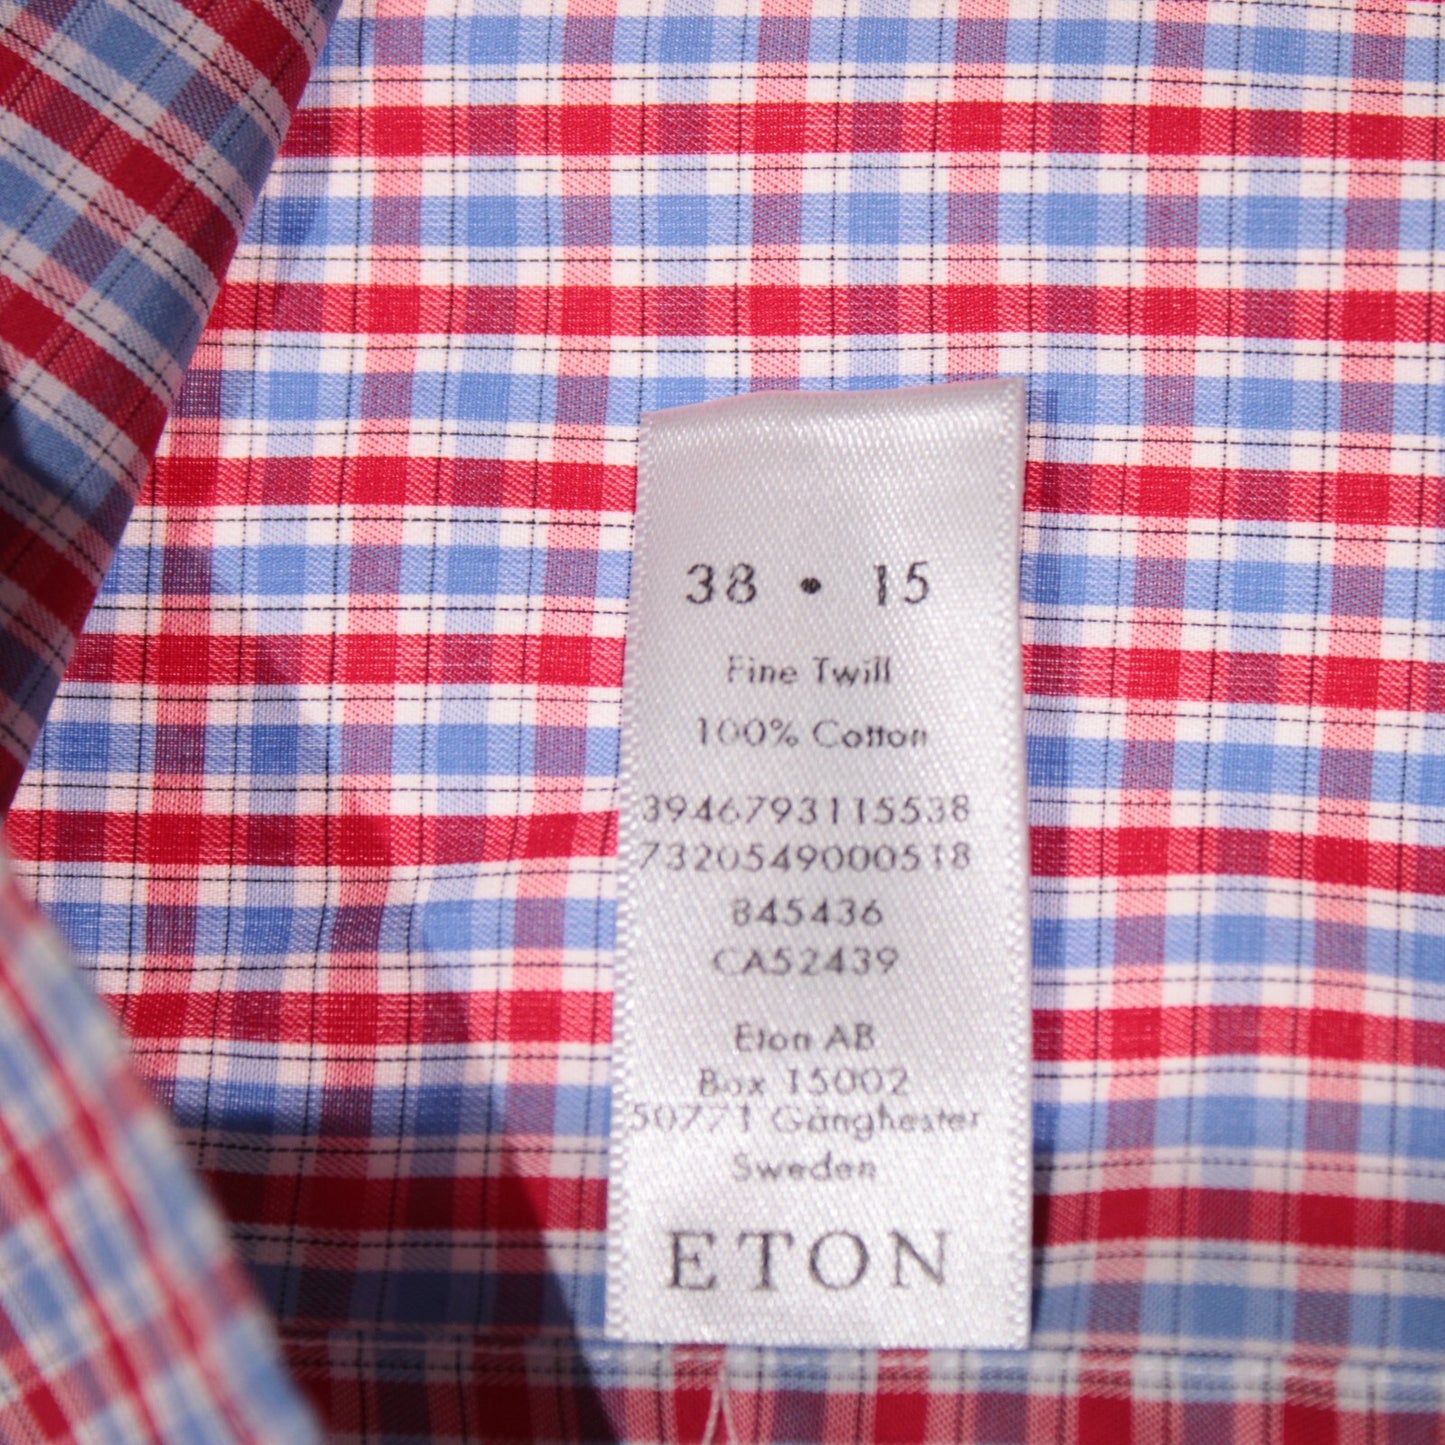 38 • 15
Fine Twill
100% Cotton
3946793115538
7320549000518
845436
CA52439
Eton AB
Box 15002
50771 Gånghester
Sweden
ETON